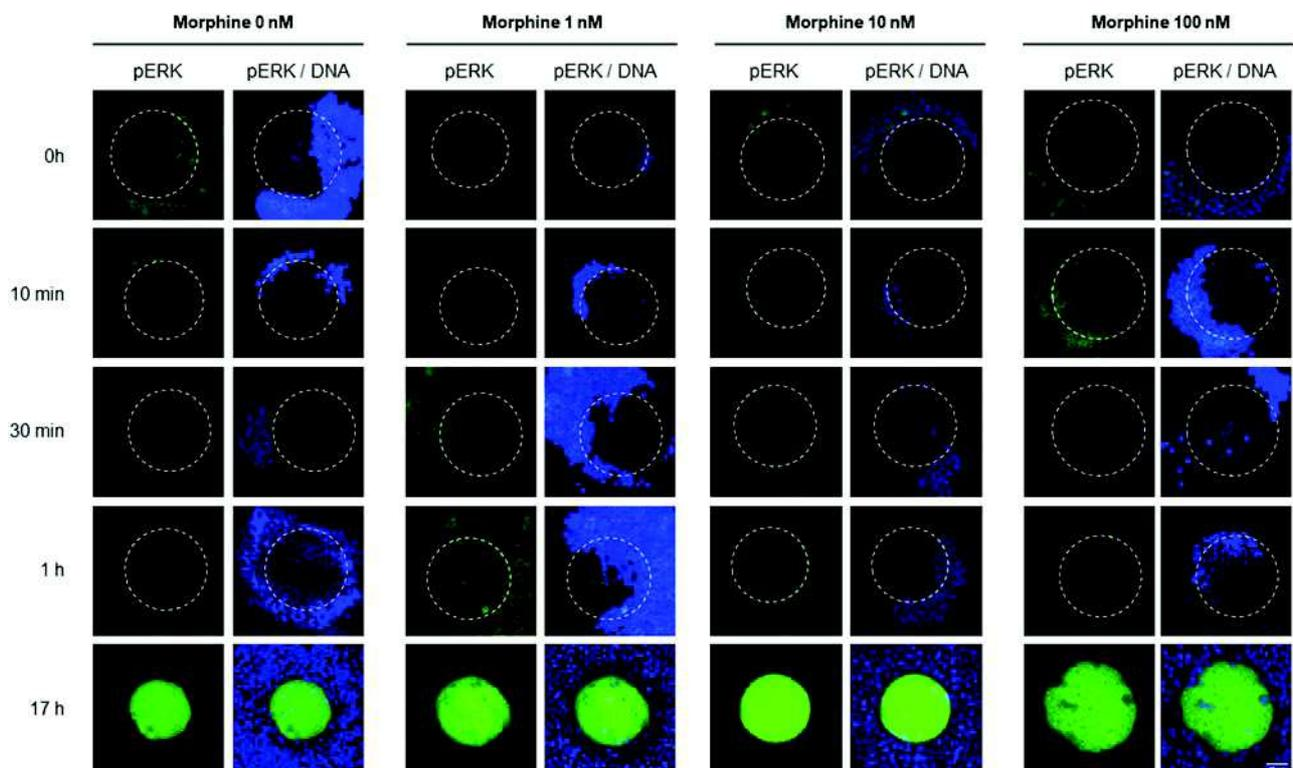 Morphine 0 nM Morphine 1 nM Morphine 10 nM Morphine 100 nM
pERK pERK / DNA pERK pERK / DNA pERK pERK / DNA pERK pERK / DNA
0h
10 min
30 min
1 h
17 h